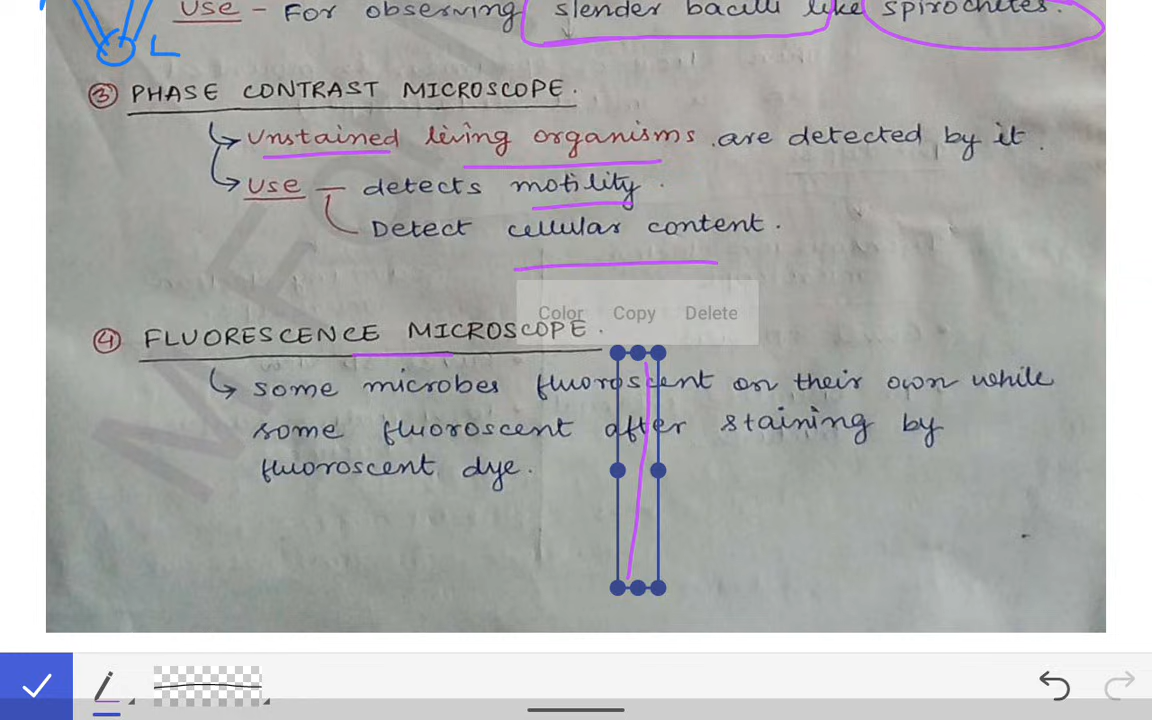 Use - For observing slender bacilli like spirochetes.
③ PHASE CONTRAST MICROSCOPE.
↳ Unstained living organisms are detected by it.
↳ Use - detects motility.
Detect cellular content.
Color Copy Delete
④ FLUORESCENCE MICROSCOPE.
↳ some microbes fluoroscent on their own while
some fluoroscent after staining by
fluoroscent dye.